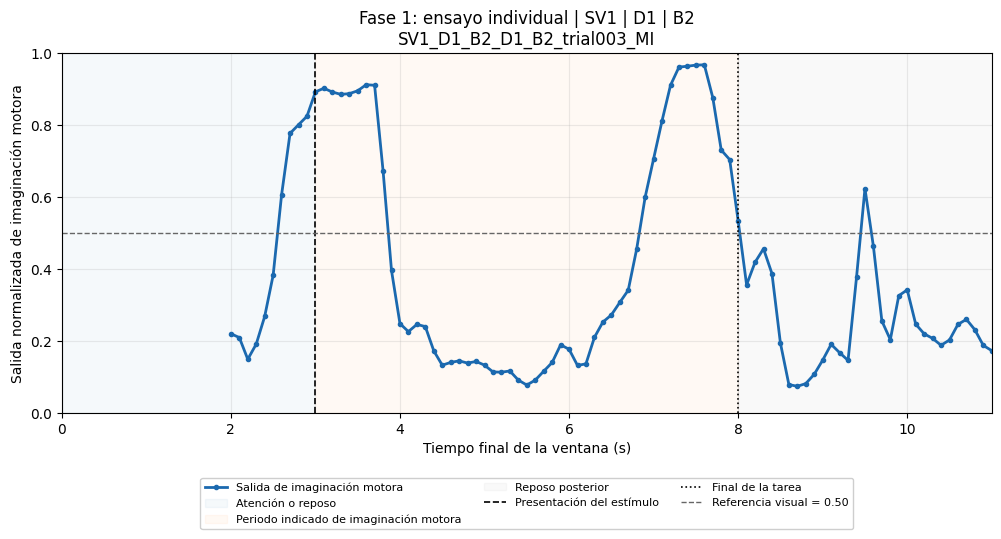 Fase 1: ensayo individual | SV1 | D1 | B2
SV1_D1_B2_D1_B2_trial003_MI
Salida normalizada de imaginación motora
1.0
0.8
0.6
0.4
0.2
0.0
0 2 4 6 8 10
Tiempo final de la ventana (s)
Salida de imaginación motora
Atención o reposo
Periodo indicado de imaginación motora
Reposo posterior
Presentación del estímulo
Final de la tarea
Referencia visual = 0.50